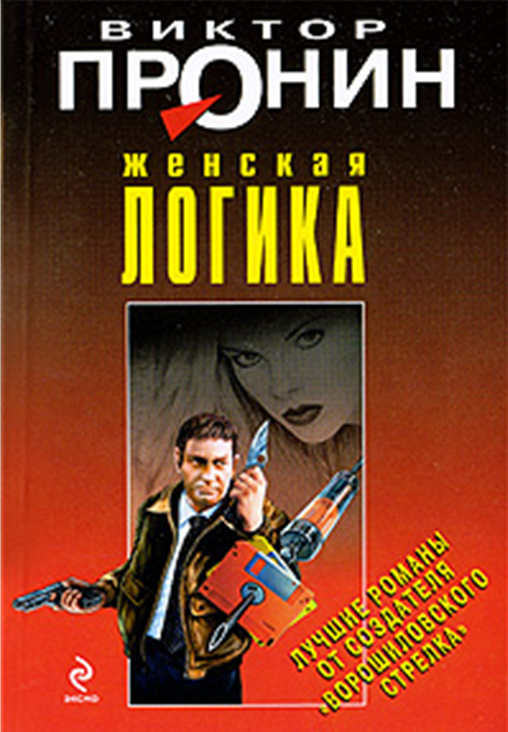 ВИКТОР
ПРОНИН
женская
ЛОГИКА
ЛУЧШИЕ РОМАНЫ
ОТ СОЗДАТЕЛЯ
«ВОРОШИЛОВСКОГО
СТРЕЛКА»
ЭКСМО